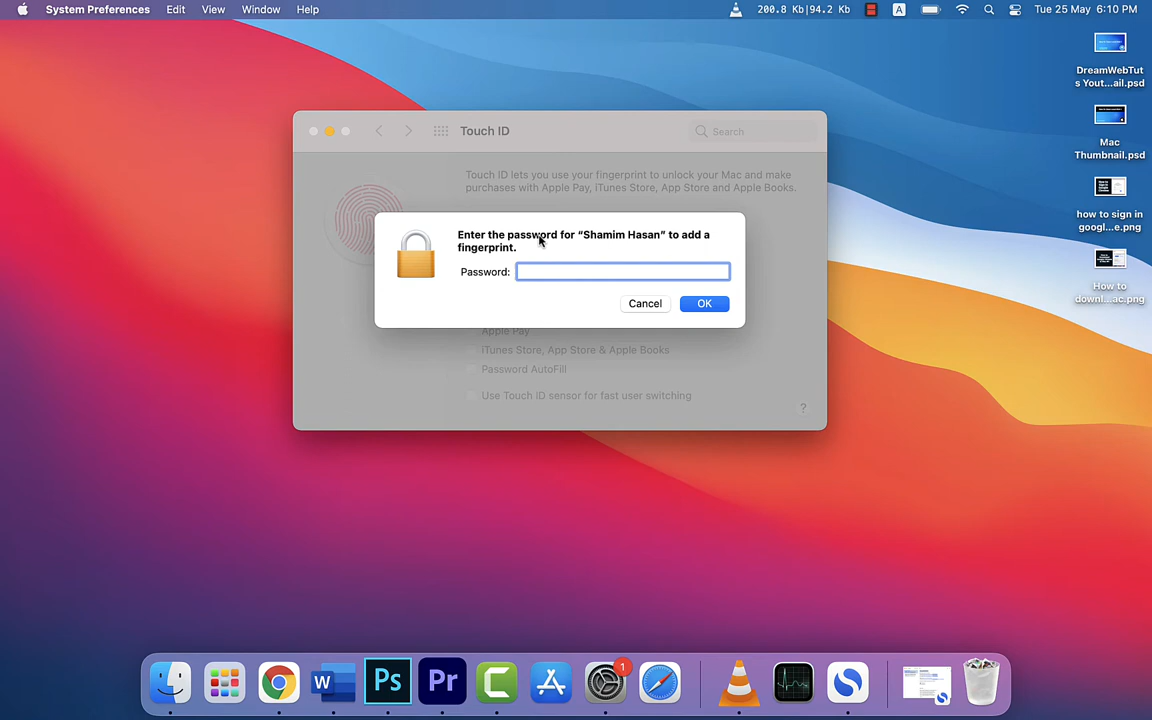 System Preferences Edit View Window Help
200.8 Kb|94.2 Kb A Tue 25 May 6:10 PM
DreamWebTut
s Yout...ail.psd
Mac
Thumbnail.psd
how to sign in
googl...e.png
How to
downl...ac.png
Touch ID
Search
Touch ID lets you use your fingerprint to unlock your Mac and make
purchases with Apple Pay, iTunes Store, App Store and Apple Books.
Enter the password for “Shamim Hasan” to add a
fingerprint.
Password:
Cancel OK
Apple Pay
iTunes Store, App Store & Apple Books
Password AutoFill
Use Touch ID sensor for fast user switching
?
W Ps Pr C 1